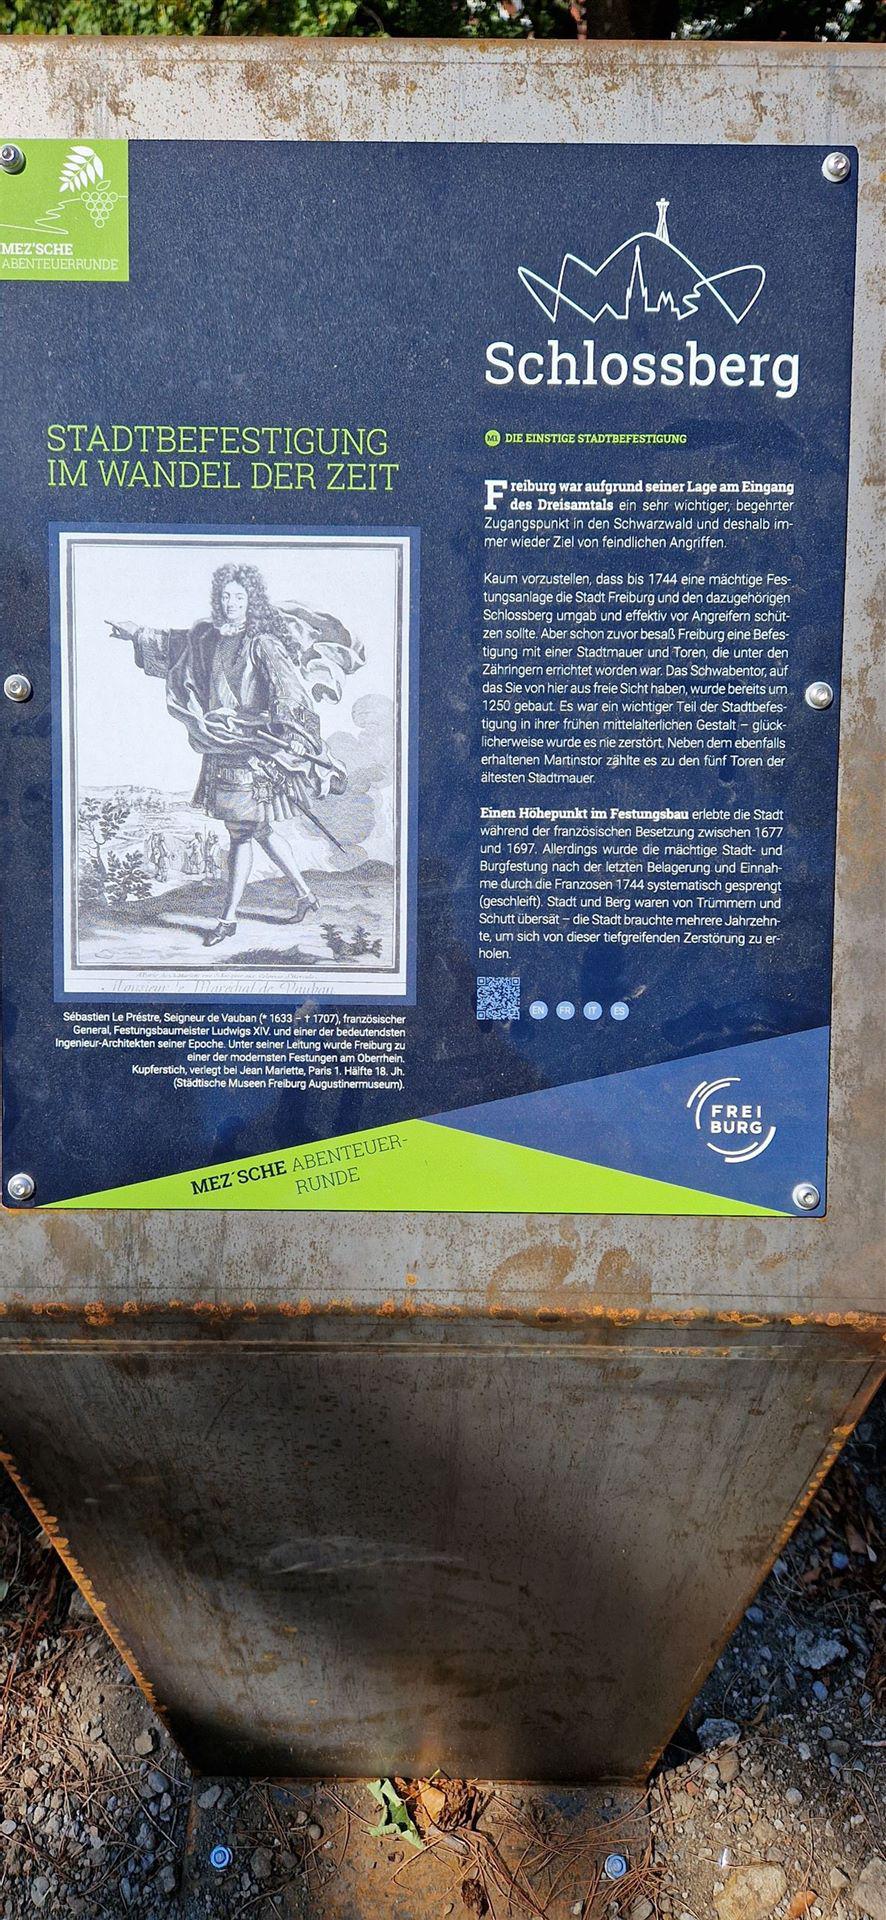 MEZ'SCHE
ABENTEUERRUNDE
Schlossberg
STADTBEFESTIGUNG
IM WANDEL DER ZEIT
Monsieur le Maréchal de Vauban
Sébastien Le Préstre, Seigneur de Vauban (* 1633 – † 1707), französischer
General, Festungsbaumeister Ludwigs XIV. und einer der bedeutendsten
Ingenieur-Architekten seiner Epoche. Unter seiner Leitung wurde Freiburg zu
einer der modernsten Festungen am Oberrhein.
Kupferstich, verlegt bei Jean Mariette, Paris 1. Hälfte 18. Jh.
(Städtische Museen Freiburg Augustinermuseum).
M1 DIE EINSTIGE STADTBEFESTIGUNG
Freiburg war aufgrund seiner Lage am Eingang
des Dreisamtals ein sehr wichtiger, begehrter
Zugangspunkt in den Schwarzwald und deshalb im-
mer wieder Ziel von feindlichen Angriffen.
Kaum vorzustellen, dass bis 1744 eine mächtige Fes-
tungsanlage die Stadt Freiburg und den dazugehörigen
Schlossberg umgab und effektiv vor Angreifern schüt-
zen sollte. Aber schon zuvor besaß Freiburg eine Befes-
tigung mit einer Stadtmauer und Toren, die unter den
Zähringern errichtet worden war. Das Schwabentor, auf
das Sie von hier aus freie Sicht haben, wurde bereits um
1250 gebaut. Es war ein wichtiger Teil der Stadtbefes-
tigung in ihrer frühen mittelalterlichen Gestalt – glück-
licherweise wurde es nie zerstört. Neben dem ebenfalls
erhaltenen Martinstor zählte es zu den fünf Toren der
ältesten Stadtmauer.
Einen Höhepunkt im Festungsbau erlebte die Stadt
während der französischen Besetzung zwischen 1677
und 1697. Allerdings wurde die mächtige Stadt- und
Burgfestung nach der letzten Belagerung und Einnah-
me durch die Franzosen 1744 systematisch gesprengt
(geschleift). Stadt und Berg waren von Trümmern und
Schutt übersät – die Stadt brauchte mehrere Jahrzehn-
te, um sich von dieser tiefgreifenden Zerstörung zu er-
holen.
EN FR IT ES
FREI
BURG
MEZ´SCHE ABENTEUER-
RUNDE